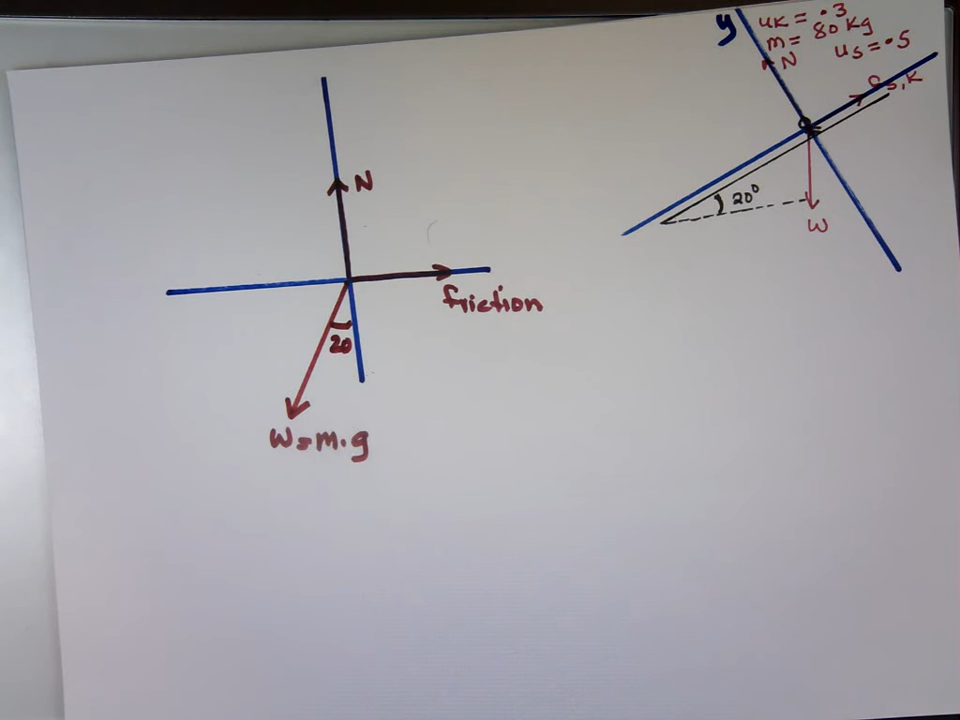 y
uk = .3
m = 80 kg
us = .5
N
20°
W
N
friction
20
W=m.g